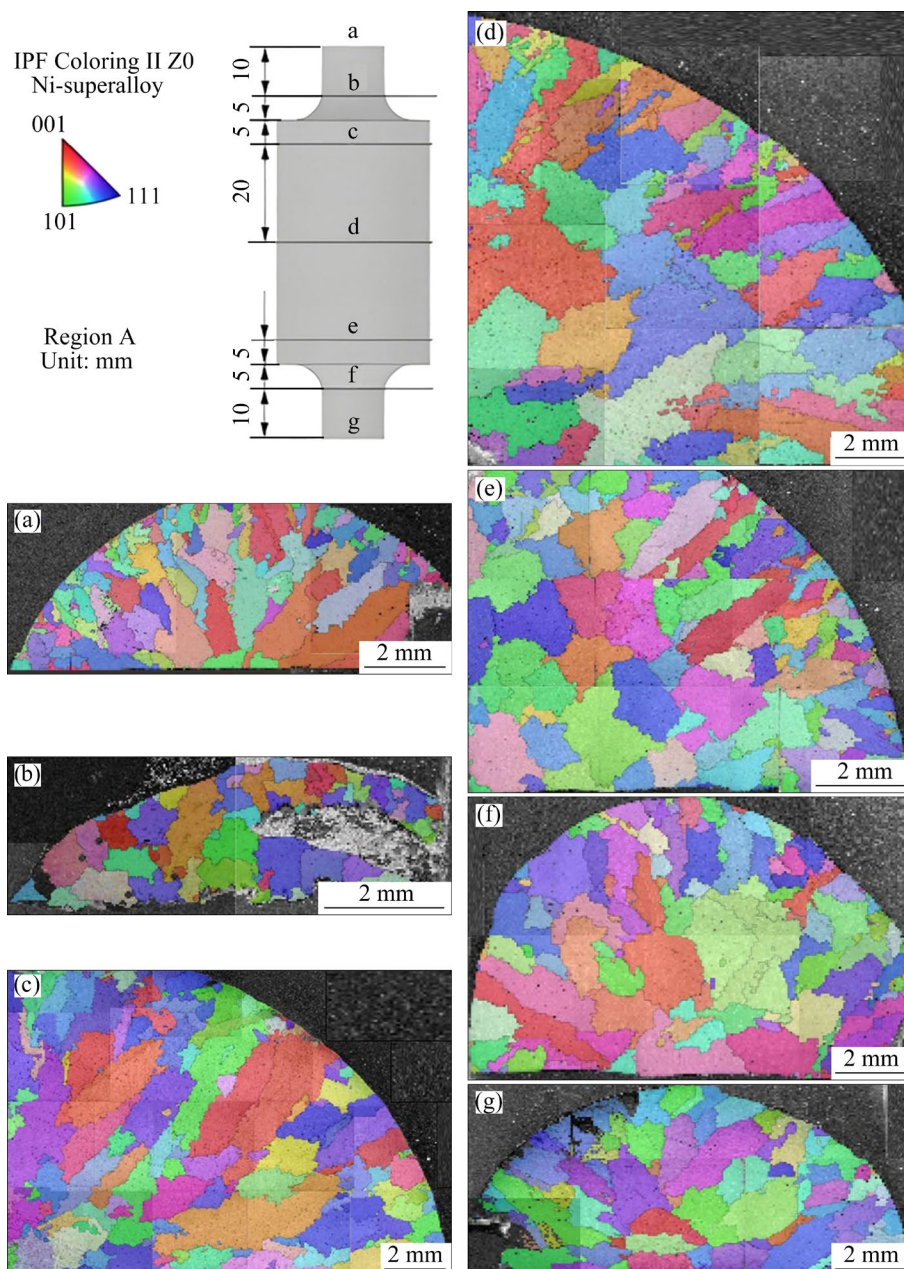 IPF Coloring II Z0
Ni-superalloy
001
101
111
Region A
Unit: mm
a
10
b
5
5
c
20
d
e
5
5
f
10
g
(a)
2 mm
(b)
2 mm
(c)
2 mm
(d)
2 mm
(e)
2 mm
(f)
2 mm
(g)
2 mm